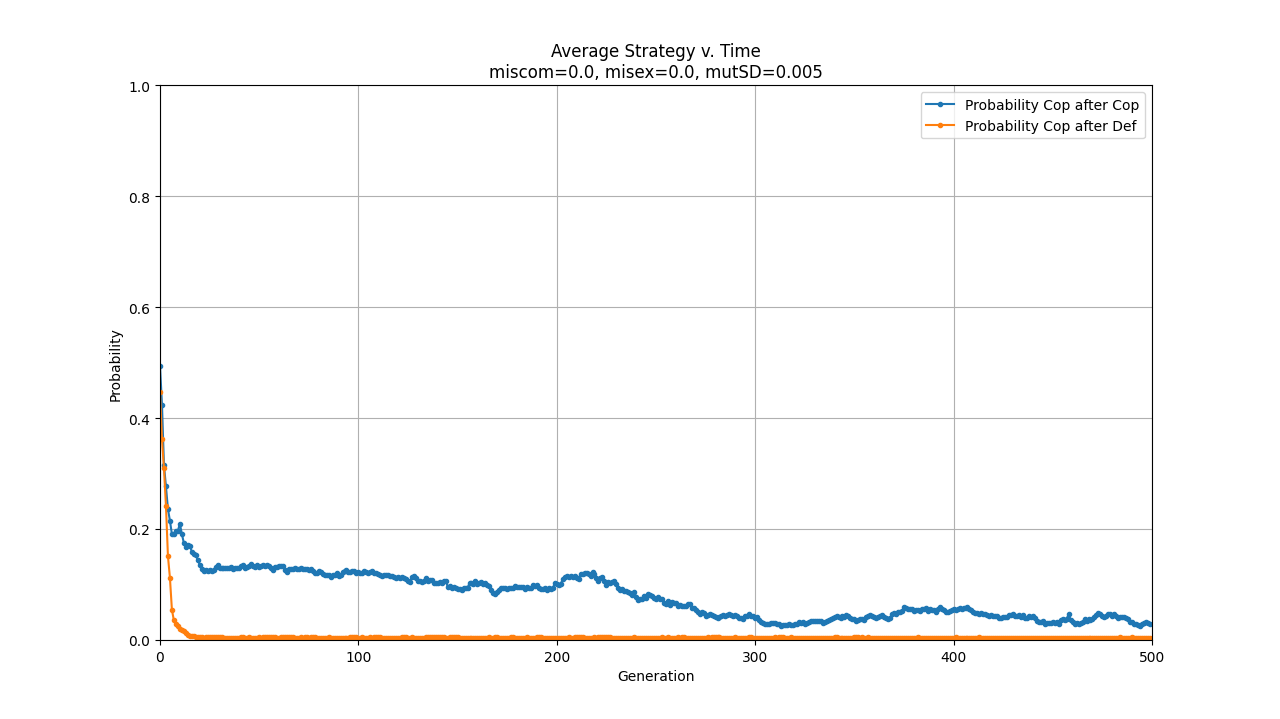 Average Strategy v. Time
miscom=0.0, misex=0.0, mutSD=0.005
Probability Cop after Cop
Probability Cop after Def
1.0
0.8
0.6
0.4
0.2
0.0
Probability
0 100 200 300 400 500
Generation